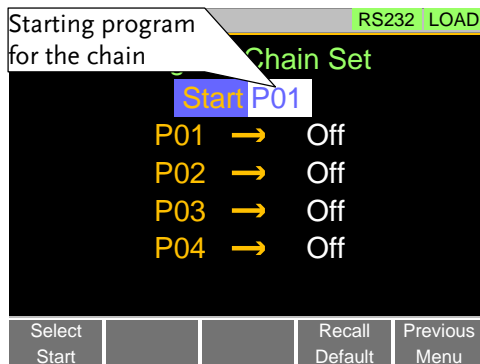 Starting program
for the chain
RS232 LOAD
g Chain Set
Start P01
P01 → Off
P02 → Off
P03 → Off
P04 → Off
Select
Start
Recall
Default
Previous
Menu